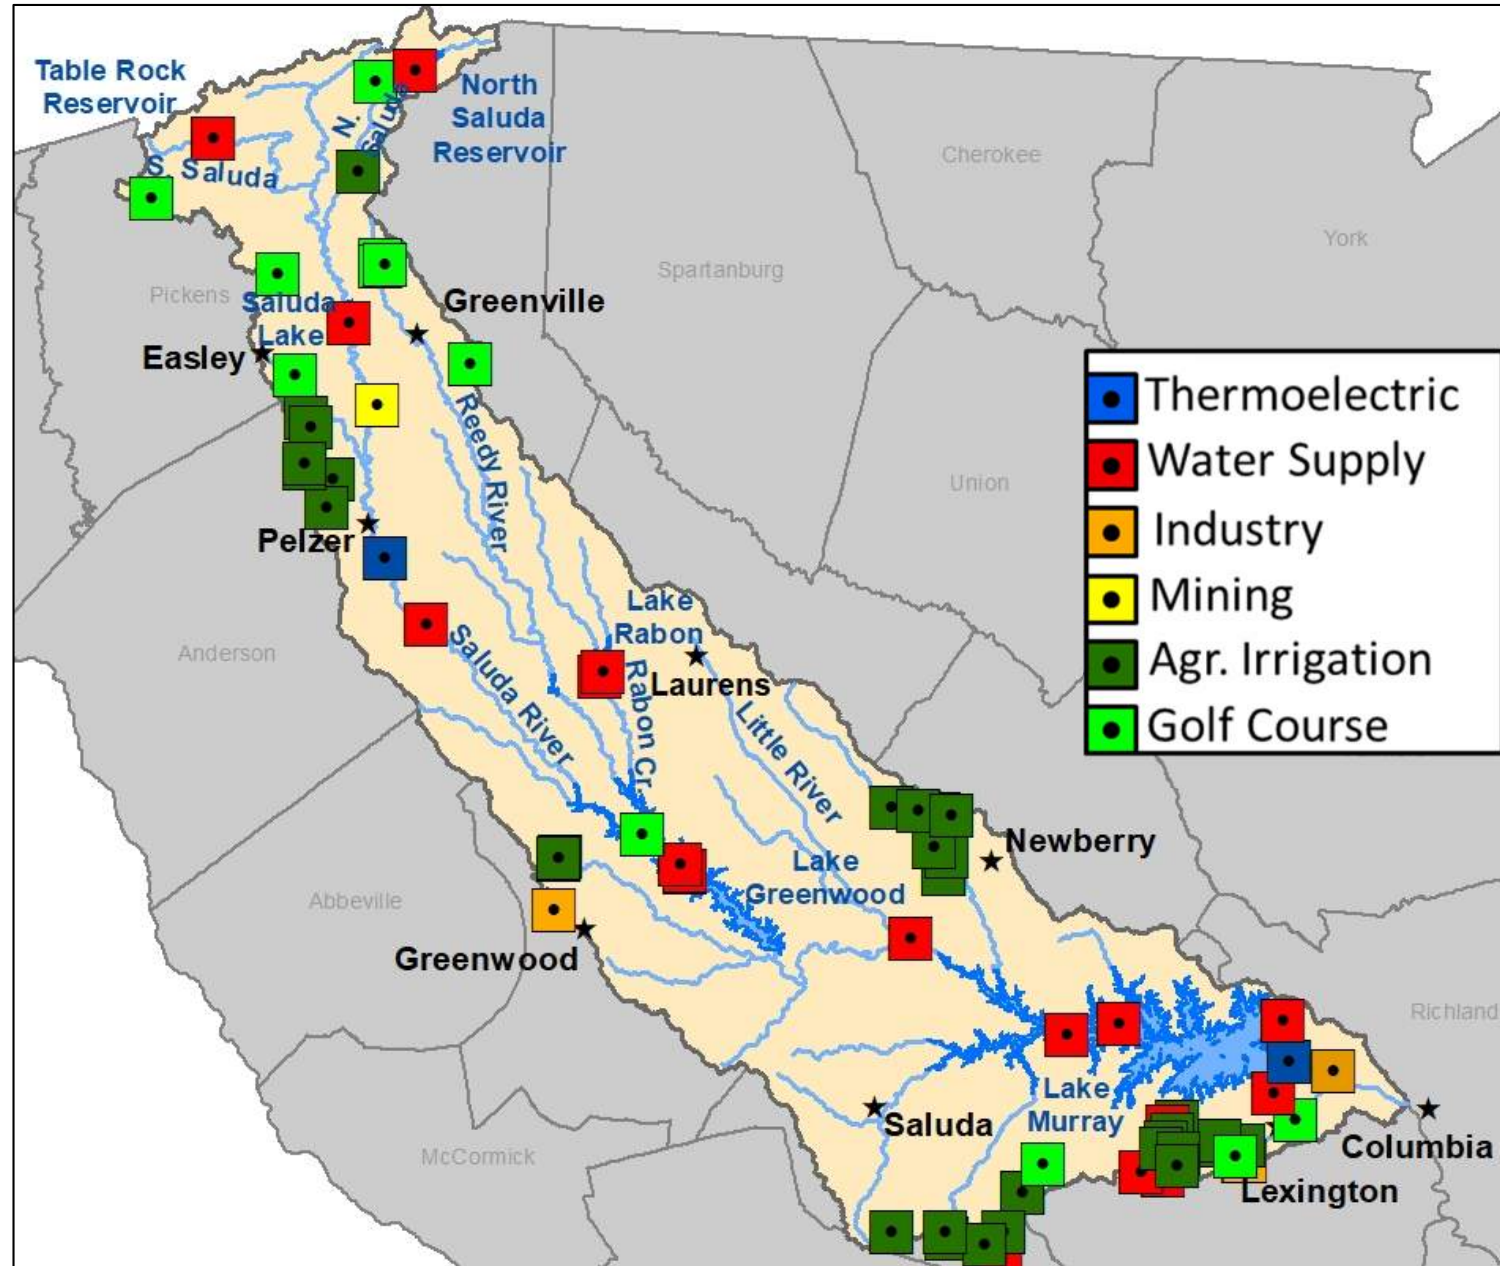 Table Rock
Reservoir
North
Saluda
Reservoir
N.
Saluda
S. Saluda
Cherokee
York
Spartanburg
Pickens
Saluda
Lake
Greenville
Easley
Reedy River
Union
Pelzer
Anderson
Saluda River
Lake
Rabon
Rabon Cr.
Laurens
Little River
Thermoelectric
Water Supply
Industry
Mining
Agr. Irrigation
Golf Course
Newberry
Lake
Greenwood
Abbeville
Greenwood
Richland
Lake
Murray
Saluda
McCormick
Columbia
Lexington